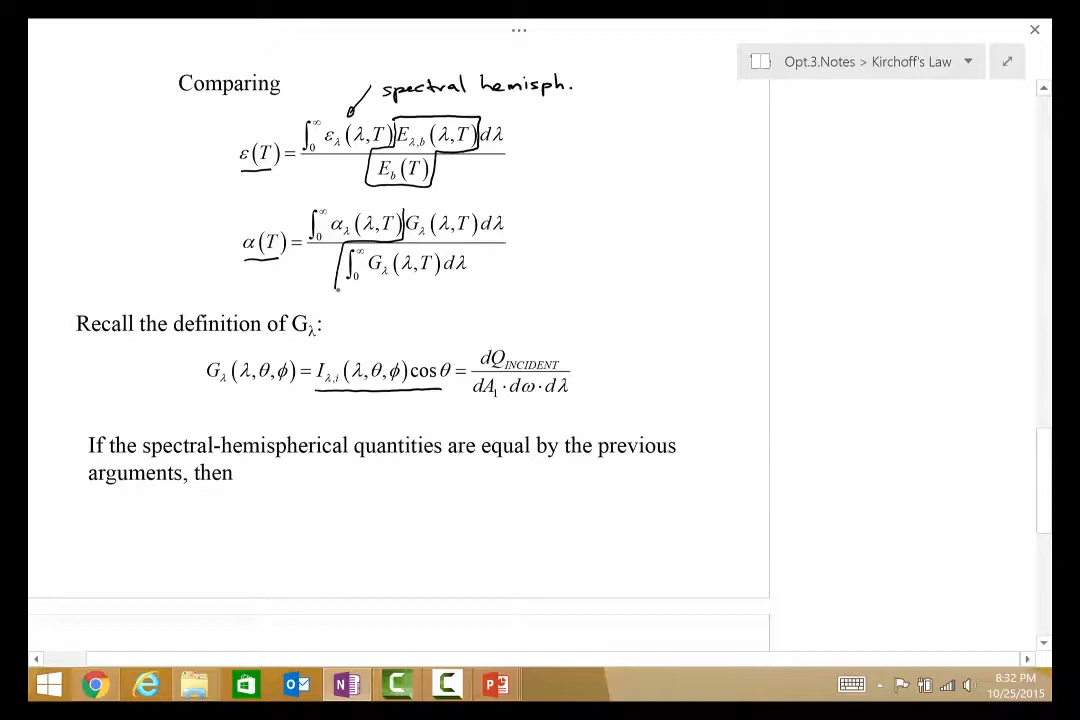 Opt.3.Notes > Kirchoff's Law
Comparing
spectral hemisph.
ε(T) = ∫₀^∞ ε_λ(λ,T) E_λ,b(λ,T) dλ / E_b(T)
α(T) = ∫₀^∞ α_λ(λ,T) G_λ(λ,T) dλ / ∫₀^∞ G_λ(λ,T) dλ
Recall the definition of G_λ:
G_λ(λ,θ,ϕ) = I_λ,i(λ,θ,ϕ) cos θ = dQ_INCIDENT / dA₁ · dω · dλ
If the spectral-hemispherical quantities are equal by the previous
arguments, then
8:32 PM
10/25/2015